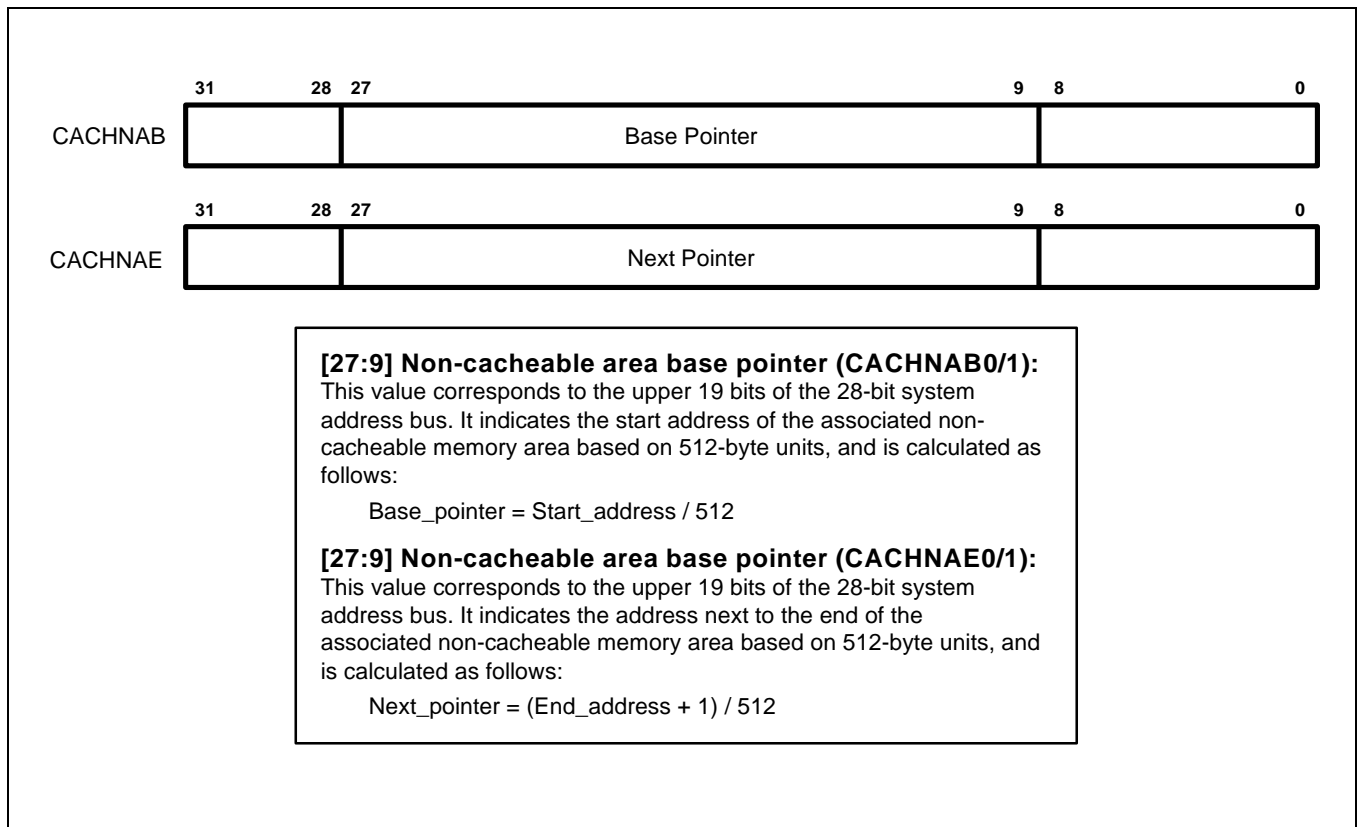 31 28 27 9 8 0
CACHNAB Base Pointer
31 28 27 9 8 0
CACHNAE Next Pointer
[27:9] Non-cacheable area base pointer (CACHNAB0/1):
This value corresponds to the upper 19 bits of the 28-bit system
address bus. It indicates the start address of the associated non-
cacheable memory area based on 512-byte units, and is calculated as
follows:
Base_pointer = Start_address / 512
[27:9] Non-cacheable area base pointer (CACHNAE0/1):
This value corresponds to the upper 19 bits of the 28-bit system
address bus. It indicates the address next to the end of the
associated non-cacheable memory area based on 512-byte units, and
is calculated as follows:
Next_pointer = (End_address + 1) / 512